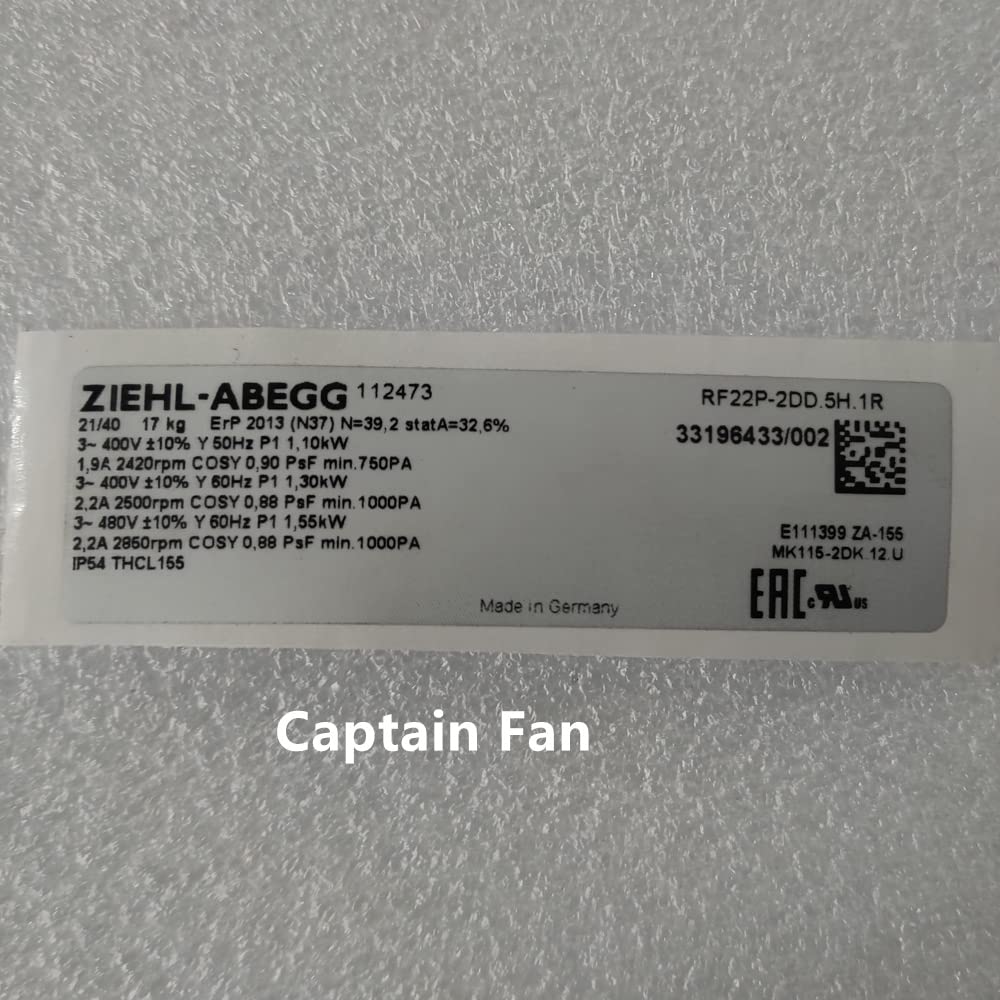 ZIEHL-ABEGG 112473
21/40 17 kg ErP 2013 (N37) N=39,2 statA=32,6%
3~ 400V ±10% Y 50Hz P1 1,10kW
1,9A 2420rpm COSY 0,90 PsF min.750PA
3~ 400V ±10% Y 60Hz P1 1,30kW
2,2A 2500rpm COSY 0,88 PsF min.1000PA
3~ 480V ±10% Y 60Hz P1 1,55kW
2,2A 2850rpm COSY 0,88 PsF min.1000PA
IP54 THCL155
RF22P-2DD.5H.1R
33196433/002
E111399 ZA-155
MK115-2DK 12.U
EAC c RU US
Made in Germany
Captain Fan